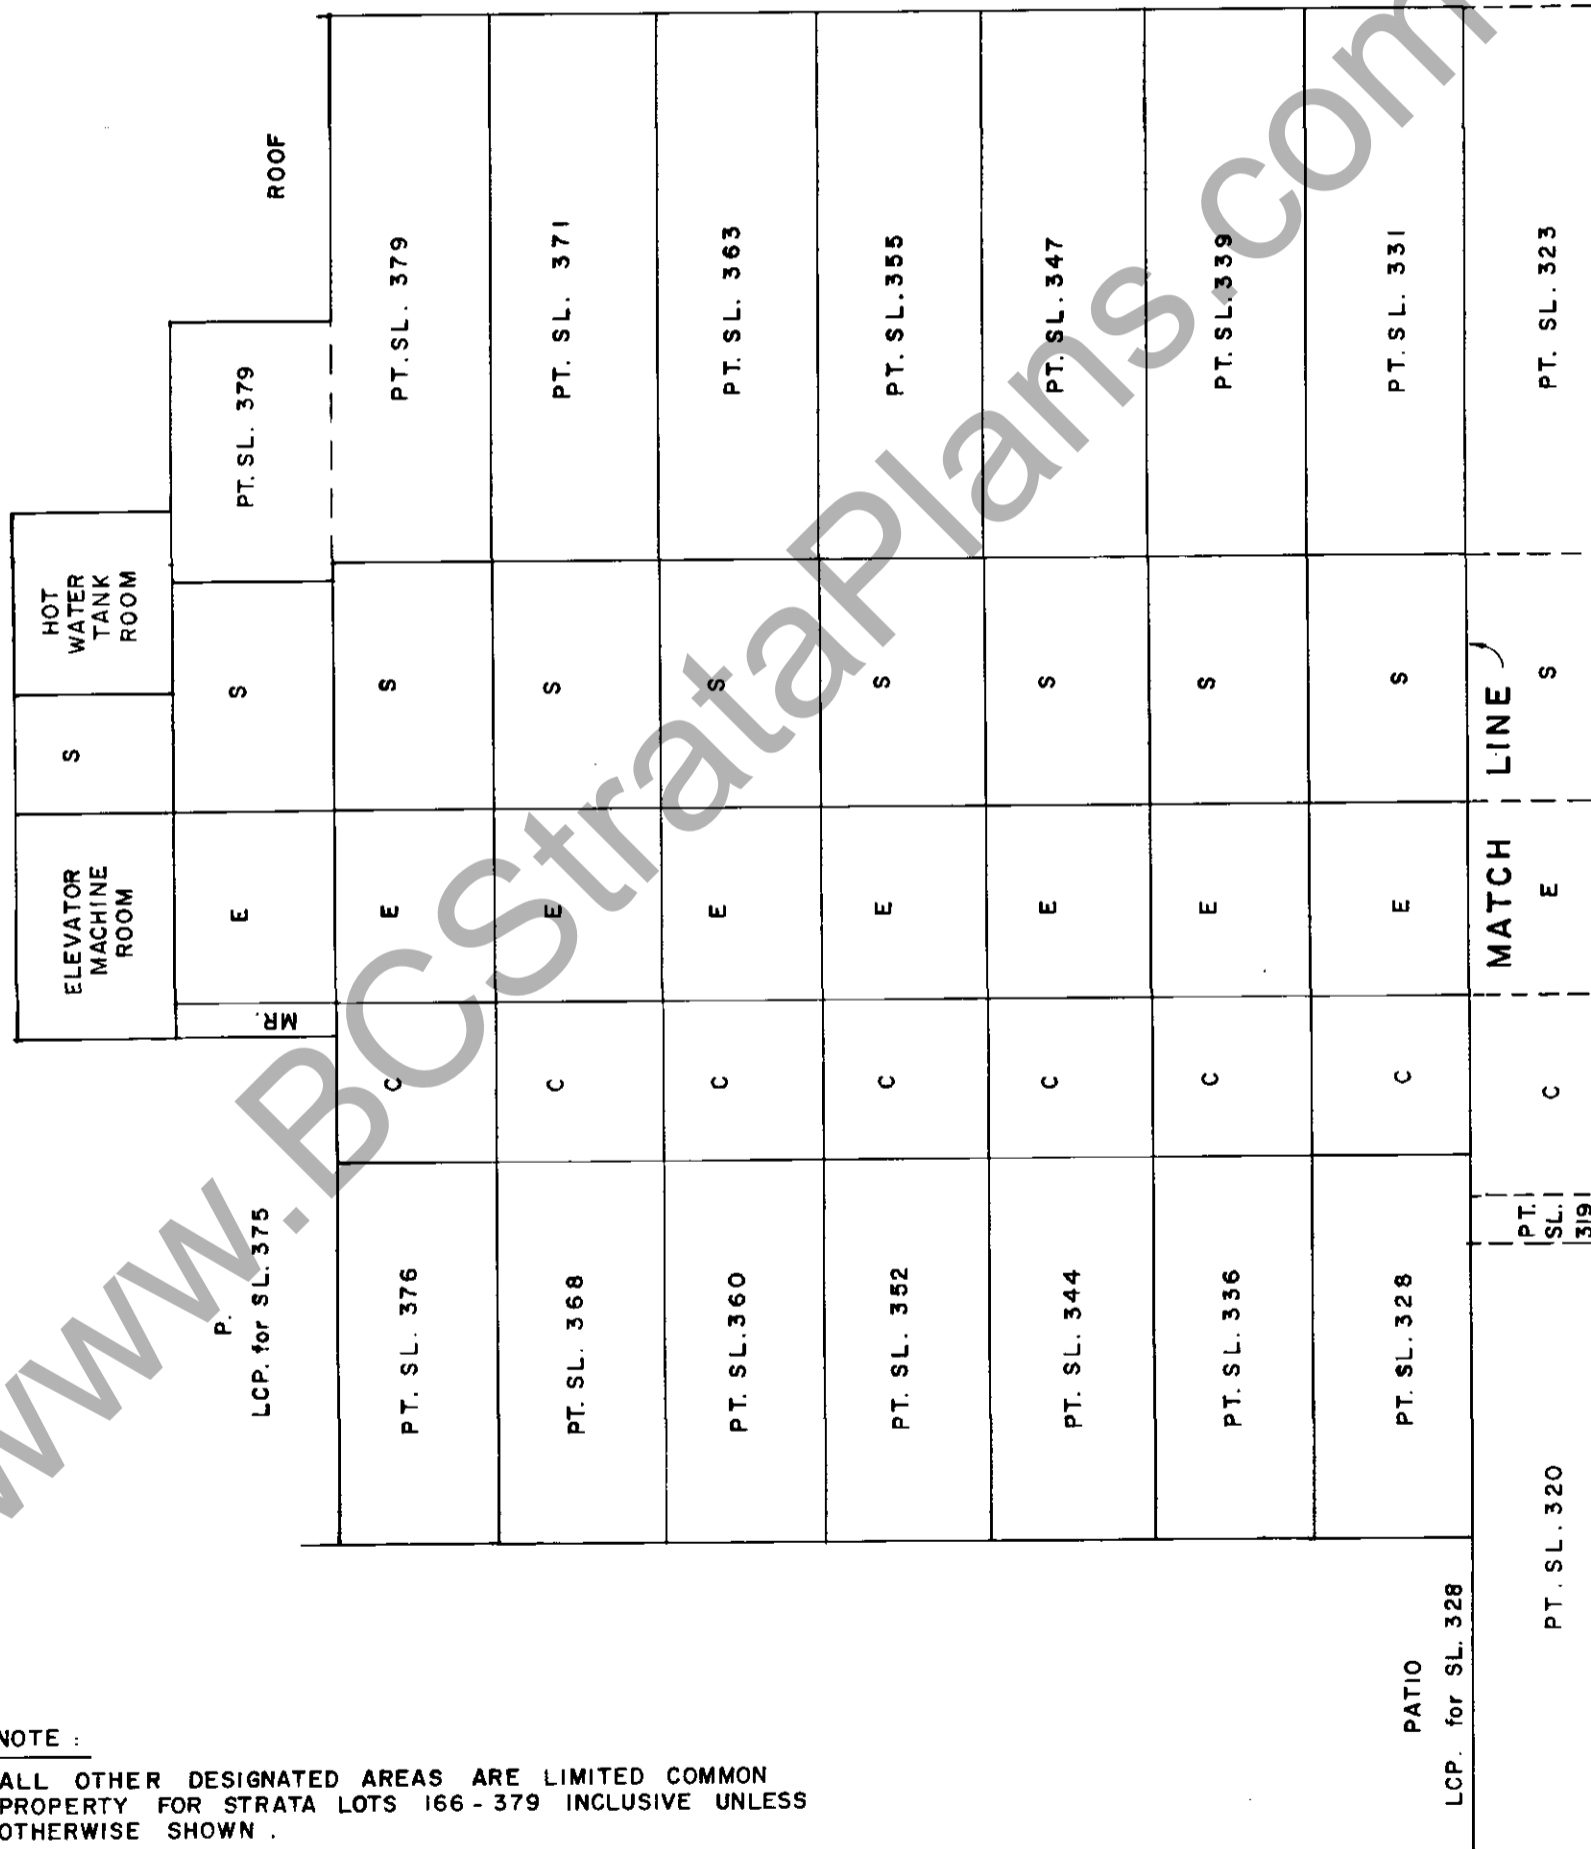 ELEVATOR
MACHINE
ROOM
S
HOT
WATER
TANK
ROOM
MR.
E
S
PT. SL. 379
ROOF
P.
LCP. for SL. 375
PT. SL. 376
C
E
S
PT. SL. 379
PT. SL. 368
C
E
S
PT. SL. 371
PT. SL. 360
C
E
S
PT. SL. 363
PT. SL. 352
C
E
S
PT. SL. 355
PT. SL. 344
C
E
S
PT. SL. 347
PT. SL. 336
C
E
S
PT. SL. 339
PT. SL. 328
C
E
S
PT. SL. 331
PATIO
LCP. for SL. 328
MATCH LINE
PT. SL. 320
PT.
SL.
319
C
E
S
PT. SL. 323
NOTE :
ALL OTHER DESIGNATED AREAS ARE LIMITED COMMON
PROPERTY FOR STRATA LOTS 166 - 379 INCLUSIVE UNLESS
OTHERWISE SHOWN .
www.BCStrataPlans.com